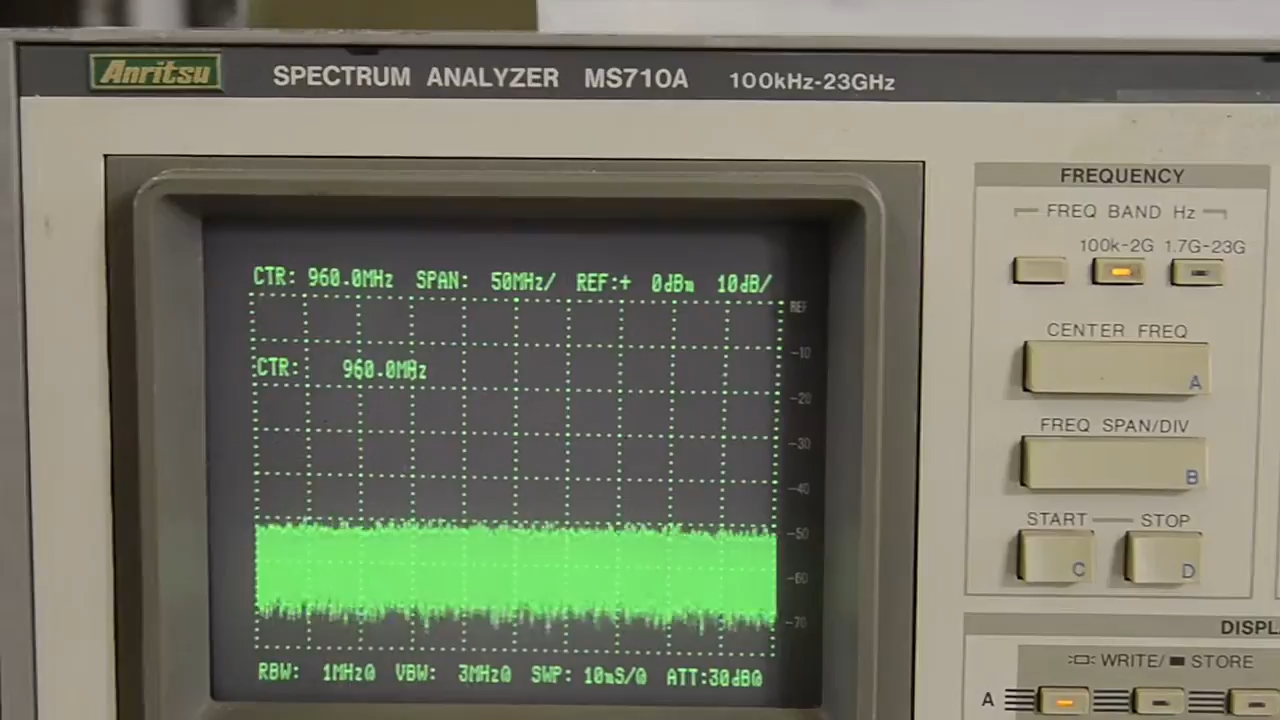 Anritsu SPECTRUM ANALYZER MS710A 100kHz-23GHz
FREQUENCY
FREQ BAND Hz
100k-2G 1.7G-23G
CENTER FREQ
A
FREQ SPAN/DIV
B
START STOP
C D
WRITE/ STORE
A
CTR: 960.0MHz SPAN: 50MHz/ REF:+ 0dBm 10dB/
REF
-10
CTR: 960.0MHz
-20
-30
-40
-50
-60
-70
RBW: 1MHz@ VBW: 3MHz@ SWP: 10mS/@ ATT:30dB@